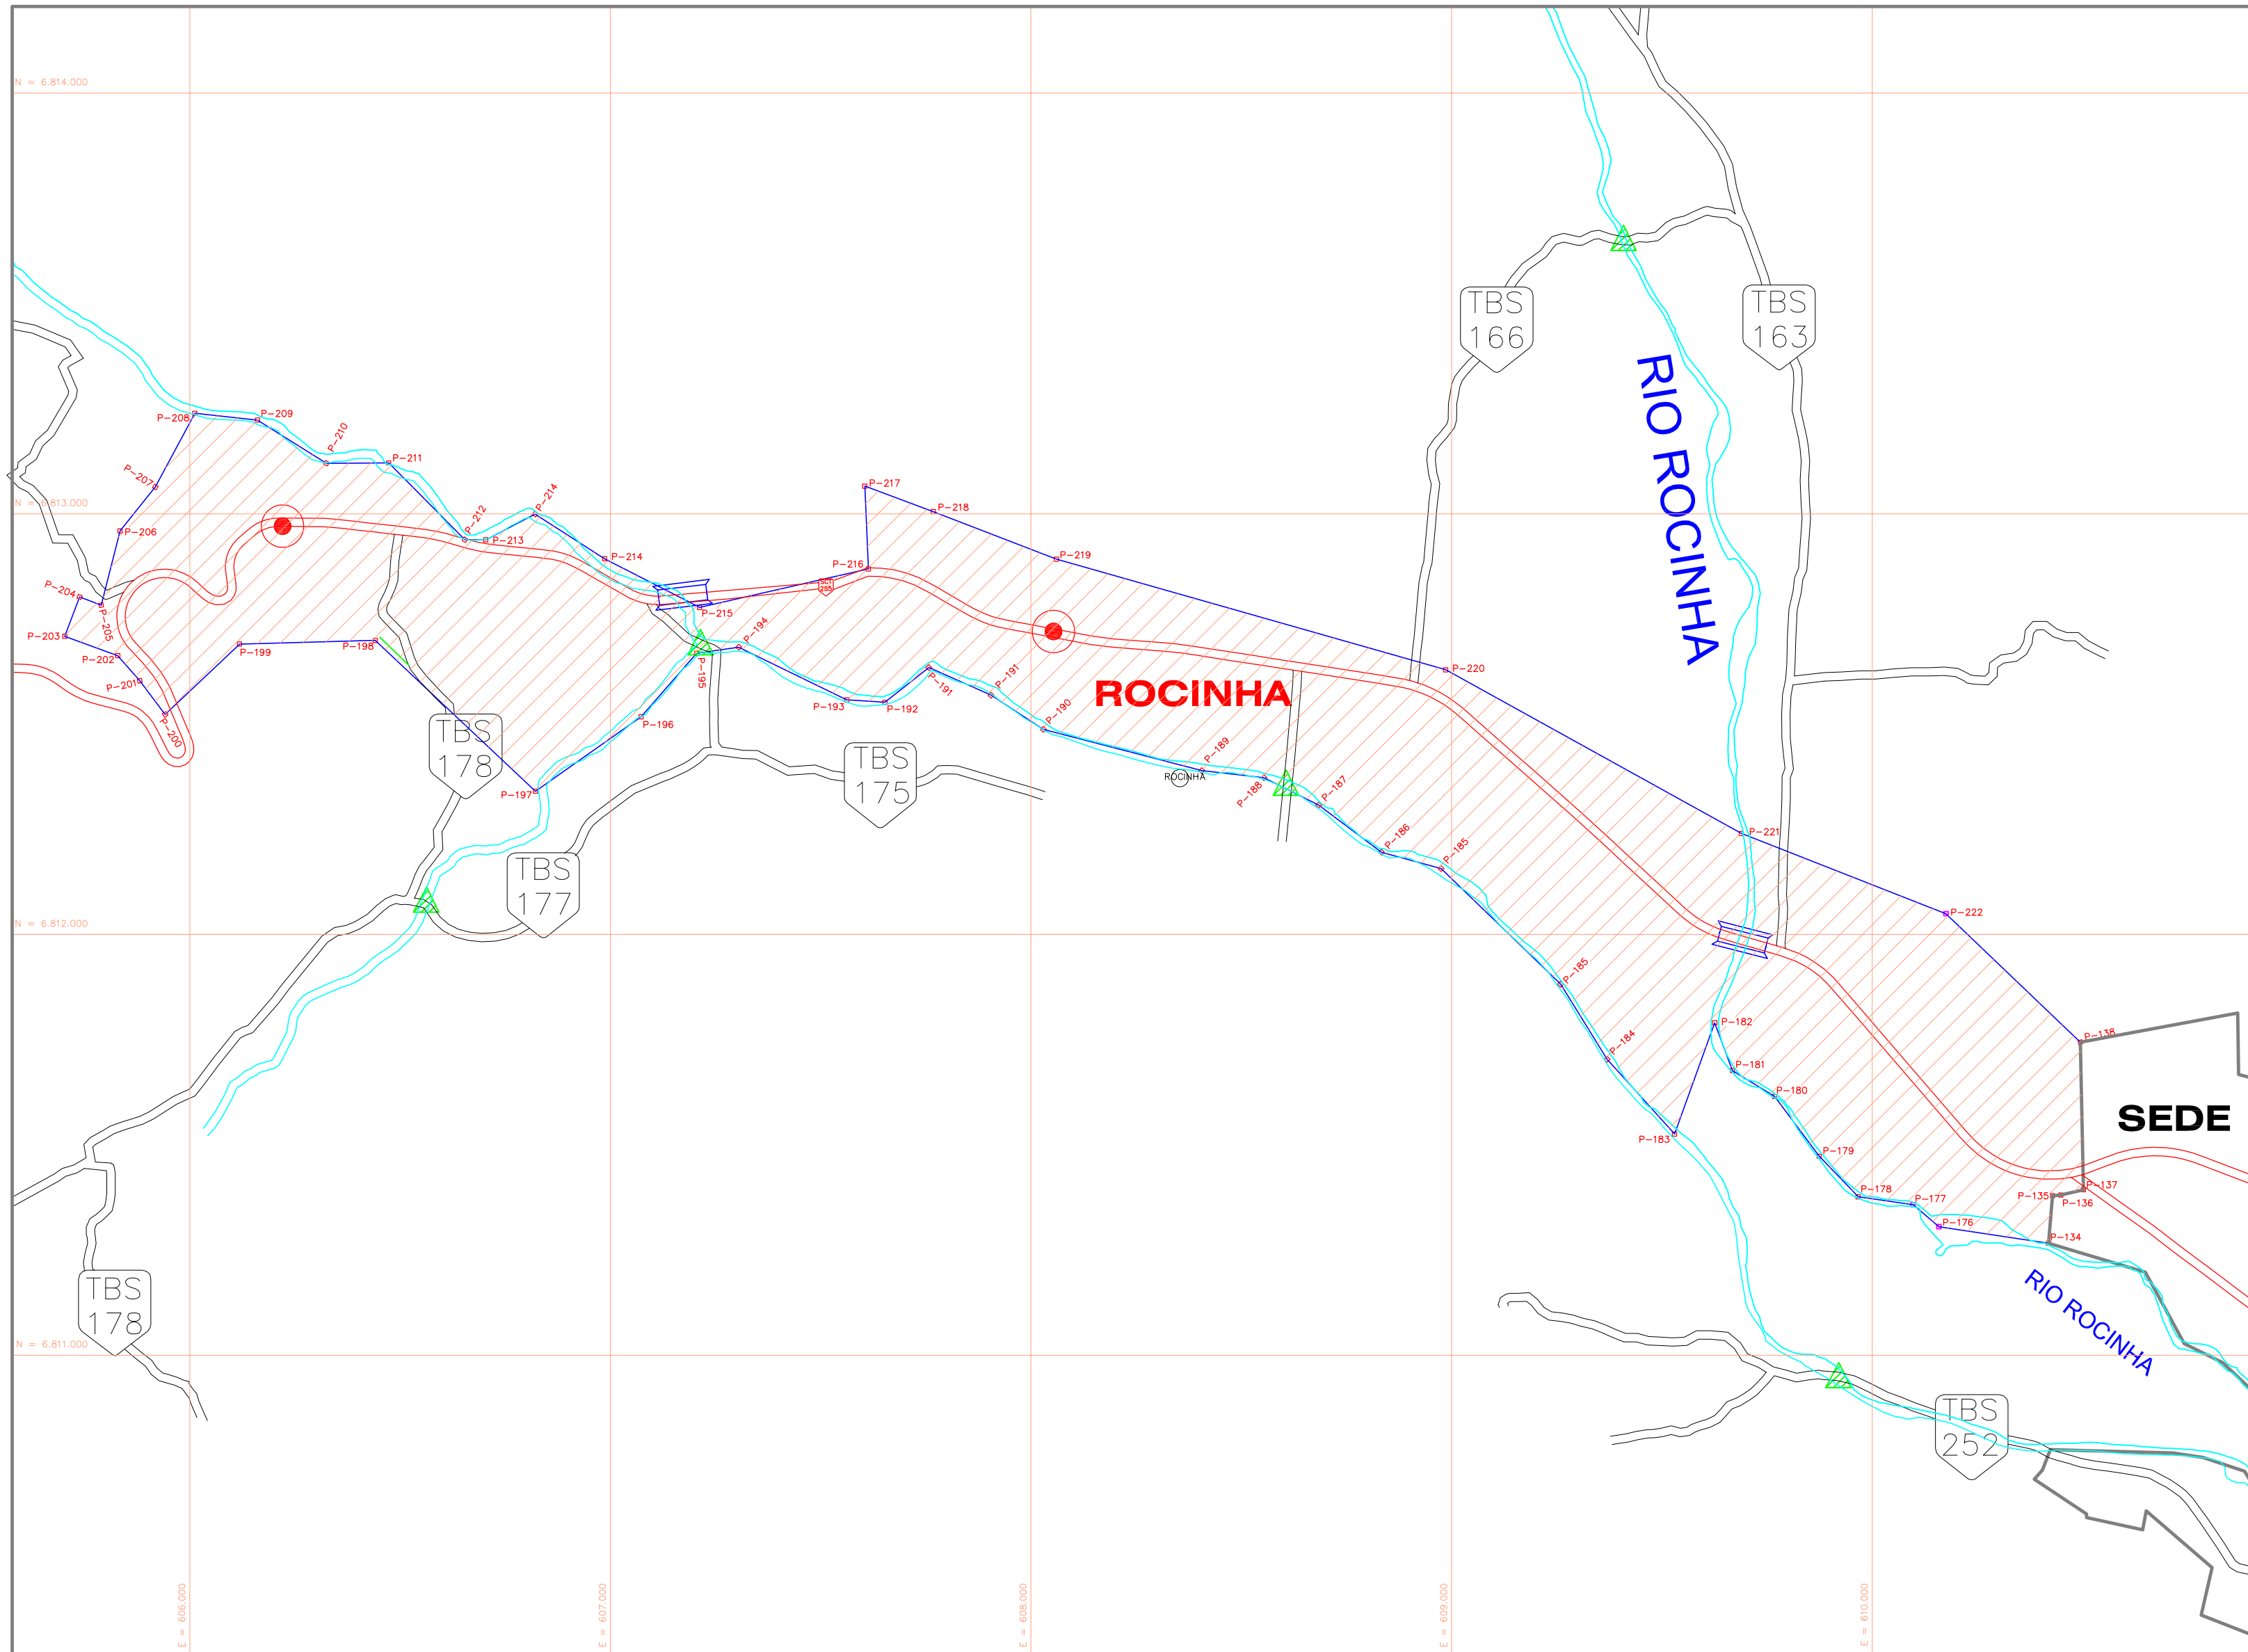 N = 6.814.000
TBS
166
TBS
163
RIO ROCINHA
P-208
P-209
P-210
P-211
P-207
P-217
N = 6.813.000
P-206
P-212
P-213
P-214
P-218
P-214
P-219
P-216
SCT
255
P-204
P-205
P-215
P-203
P-202
P-201
P-199
P-198
P-194
P-195
P-220
P-200
P-191
P-191
ROCINHA
P-193
P-192
P-196
P-190
TBS
178
TBS
175
P-189
ROCINHA
P-188
P-187
P-197
P-221
P-186
P-185
TBS
177
N = 6.812.000
P-222
P-185
P-182
P-138
P-184
P-181
P-180
SEDE
P-183
P-179
P-178
P-177
P-135
P-136
P-137
P-176
P-134
RIO ROCINHA
TBS
178
N = 6.811.000
TBS
252
E = 606.000
E = 607.000
E = 608.000
E = 609.000
E = 610.000